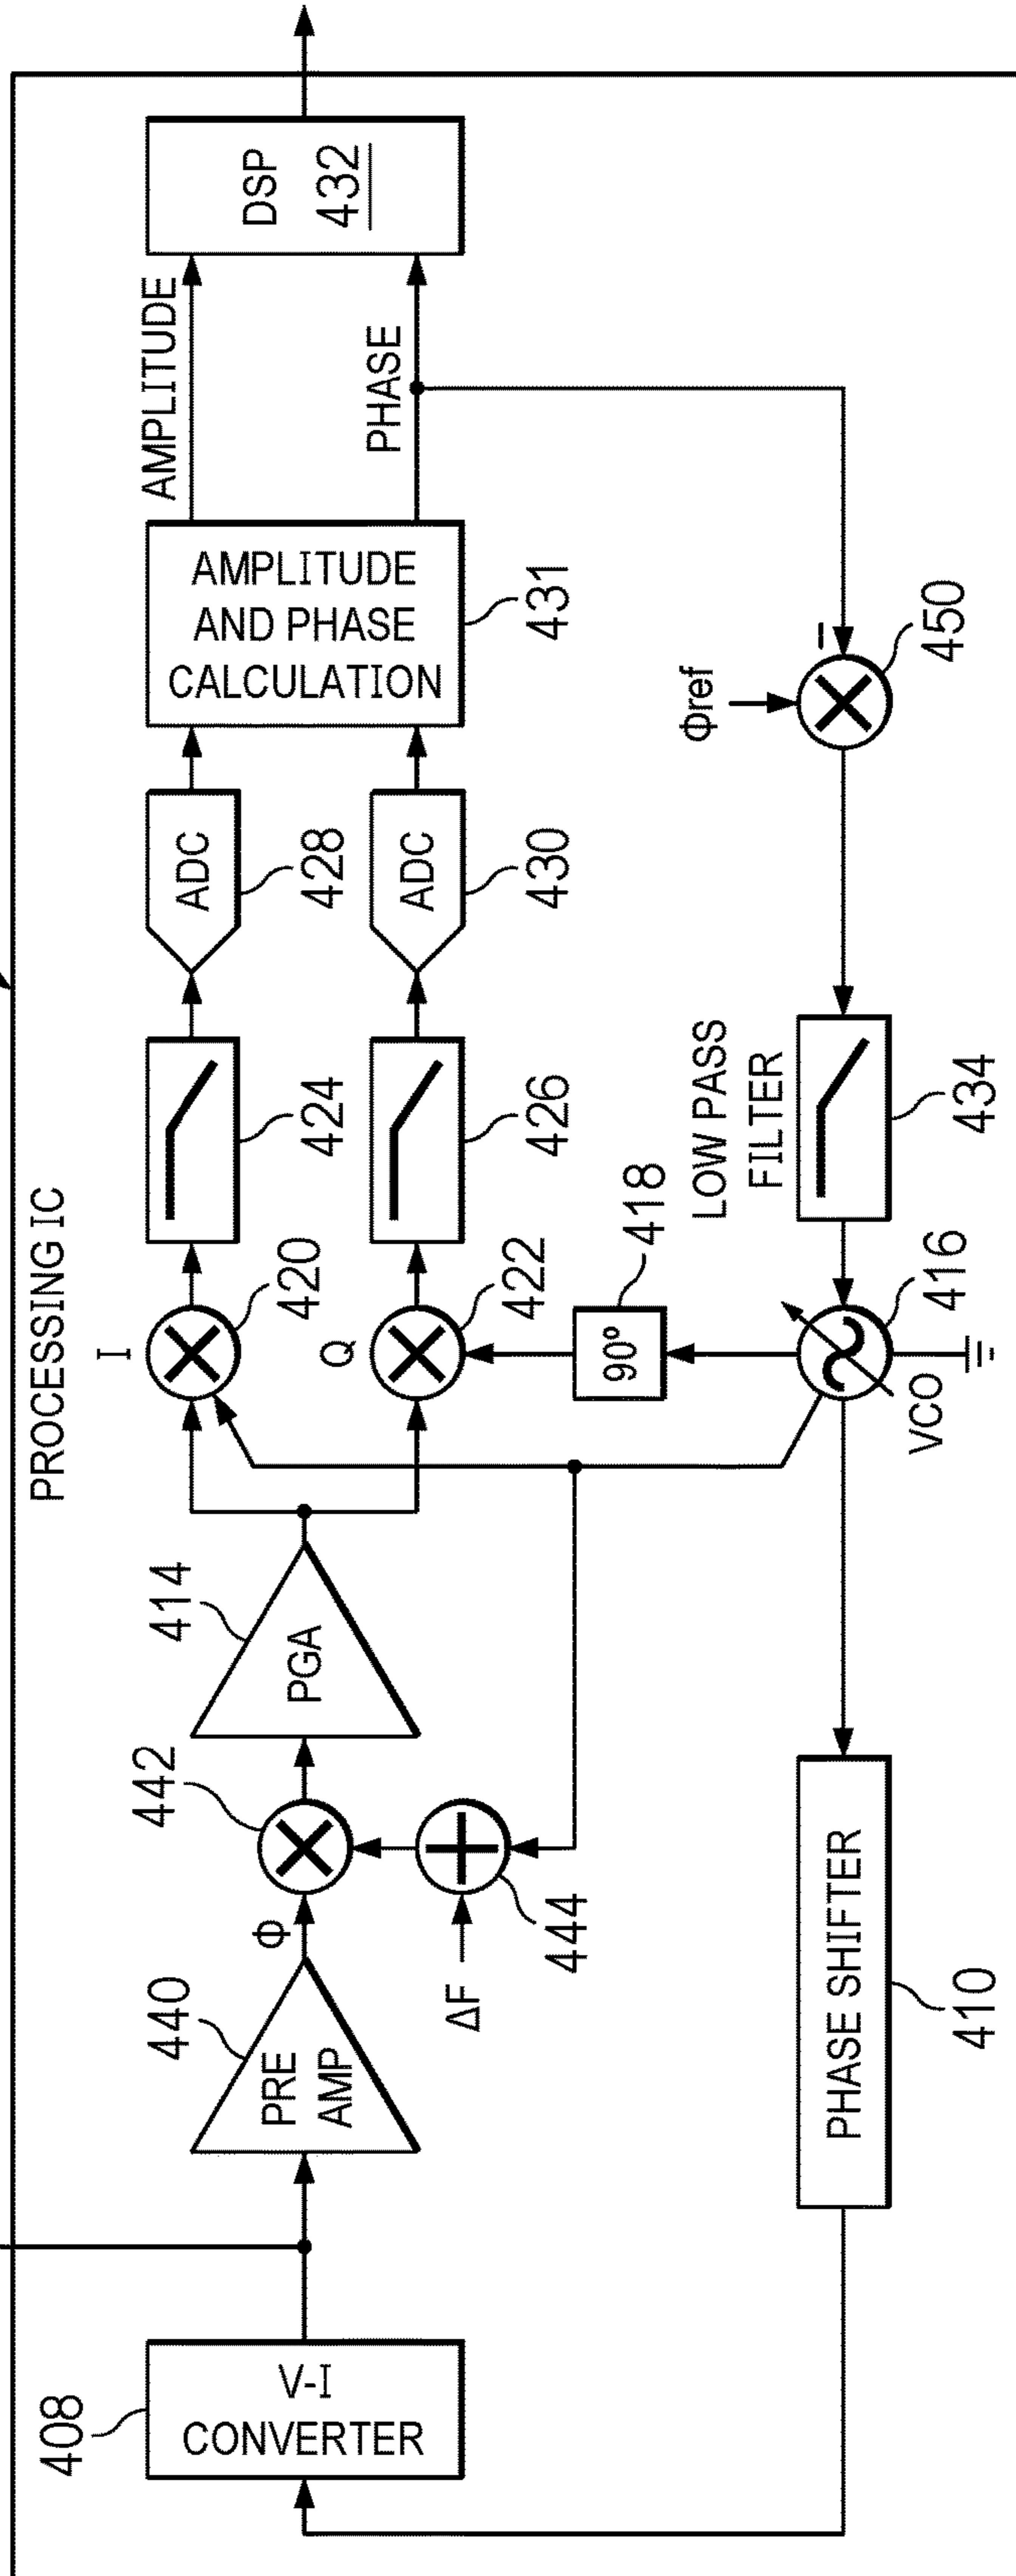 PROCESSING IC
408
V-I
CONVERTER
440
PRE
AMP
Φ
442
ΔF
444
414
PGA
I
420
Q
422
90º
418
424
426
ADC
428
ADC
430
AMPLITUDE
AND PHASE
CALCULATION
431
AMPLITUDE
PHASE
DSP
432
PHASE SHIFTER
410
VCO
416
LOW PASS
FILTER
434
Φref
–
450